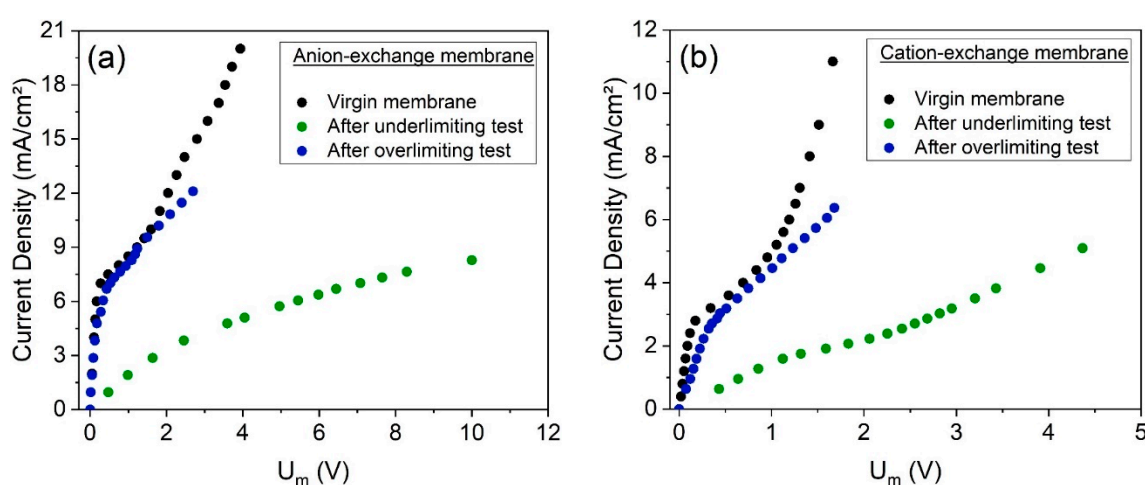 (a)
Anion-exchange membrane
Virgin membrane
After underlimiting test
After overlimiting test
Current Density (mA/cm²)
21
18
15
12
9
6
3
0
0 2 4 6 8 10 12
Uₘ (V)
(b)
Cation-exchange membrane
Virgin membrane
After underlimiting test
After overlimiting test
Current Density (mA/cm²)
12
10
8
6
4
2
0
0 1 2 3 4 5
Uₘ (V)